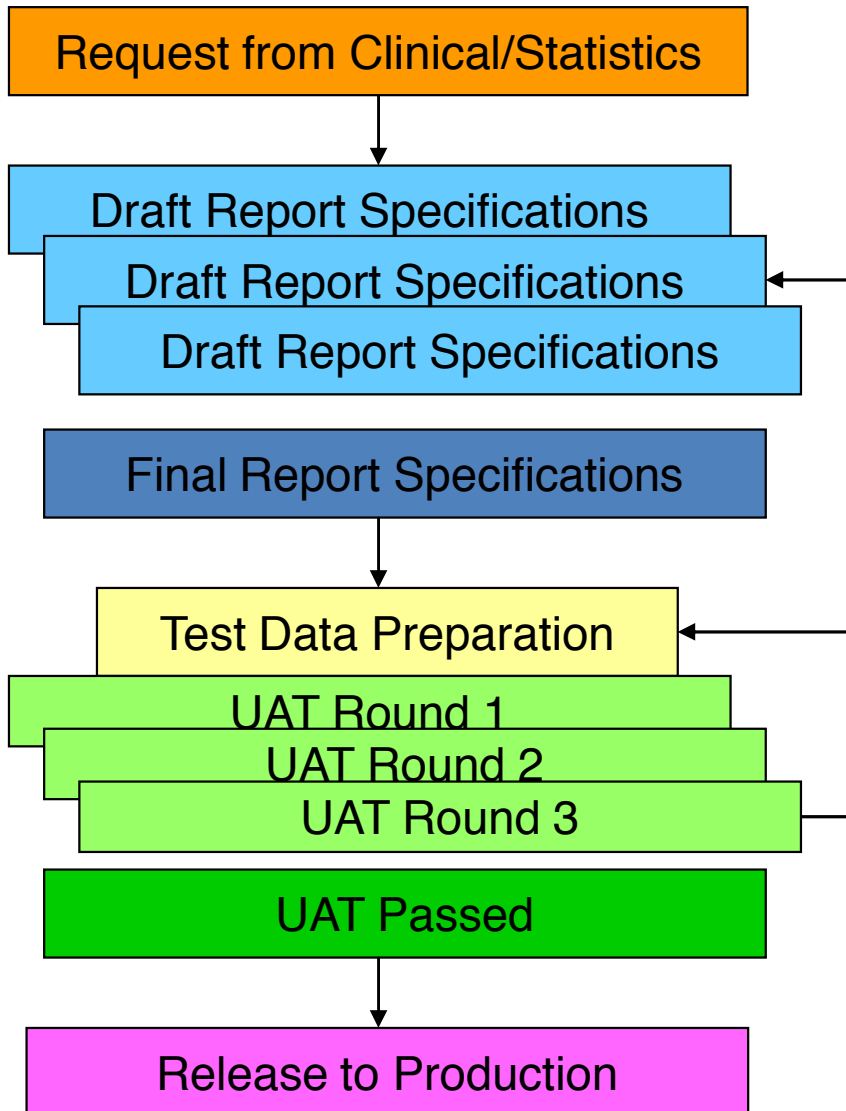 Request from Clinical/Statistics
Draft Report Specifications
Draft Report Specifications
Draft Report Specifications
Final Report Specifications
Test Data Preparation
UAT Round 1
UAT Round 2
UAT Round 3
UAT Passed
Release to Production